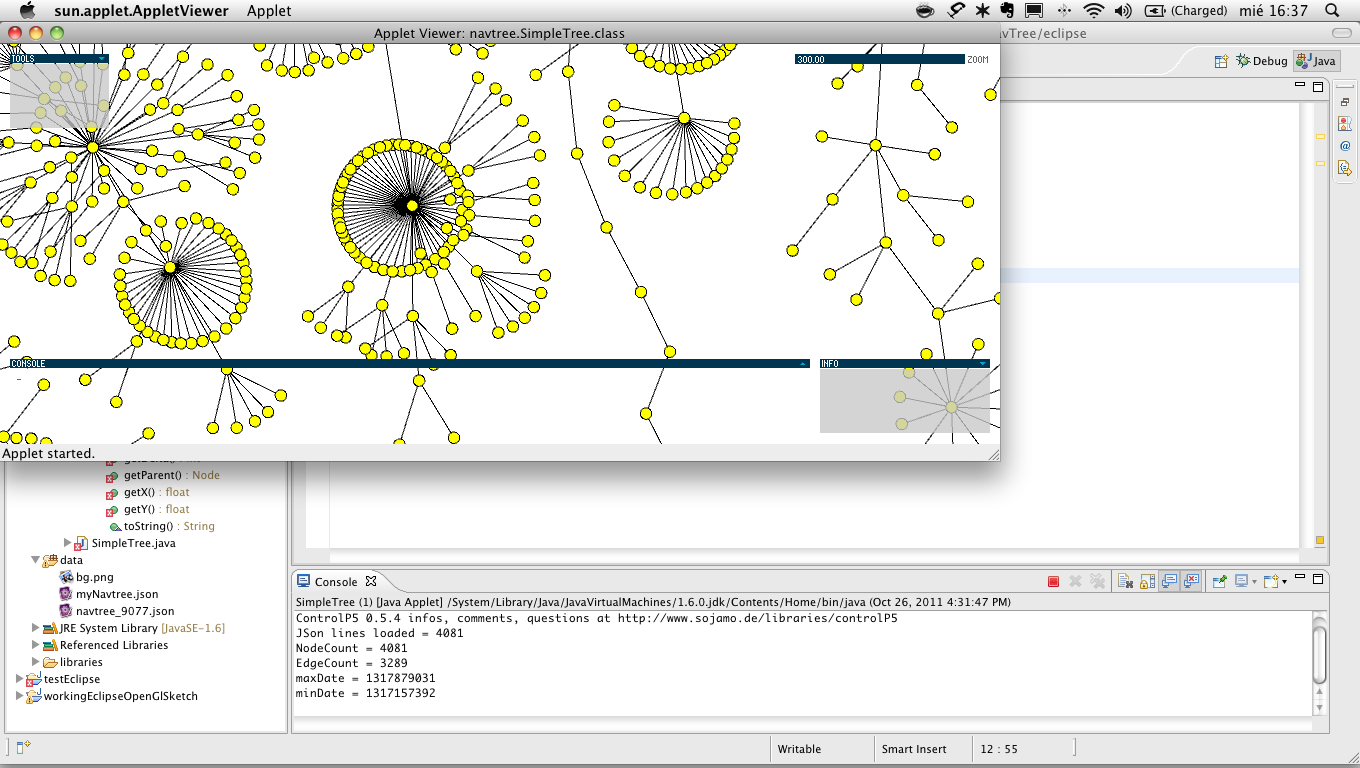 sun.applet.AppletViewer Applet (Charged) mié 16:37
Applet Viewer: navtree.SimpleTree.class
vTree/eclipse
TOOLS
300.00 ZOOM
Debug Java
CONSOLE
INFO
Applet started.
getParent() : Node
getX() : float
getY() : float
toString() : String
SimpleTree.java
data
bg.png
myNavtree.json
navtree_9077.json
JRE System Library [JavaSE-1.6]
Referenced Libraries
libraries
testEclipse
workingEclipseOpenGlSketch
Console
SimpleTree (1) [Java Applet] /System/Library/Java/JavaVirtualMachines/1.6.0.jdk/Contents/Home/bin/java (Oct 26, 2011 4:31:47 PM)
ControlP5 0.5.4 infos, comments, questions at http://www.sojamo.de/libraries/controlP5
JSon lines loaded = 4081
NodeCount = 4081
EdgeCount = 3289
maxDate = 1317879031
minDate = 1317157392
Writable Smart Insert 12 : 55